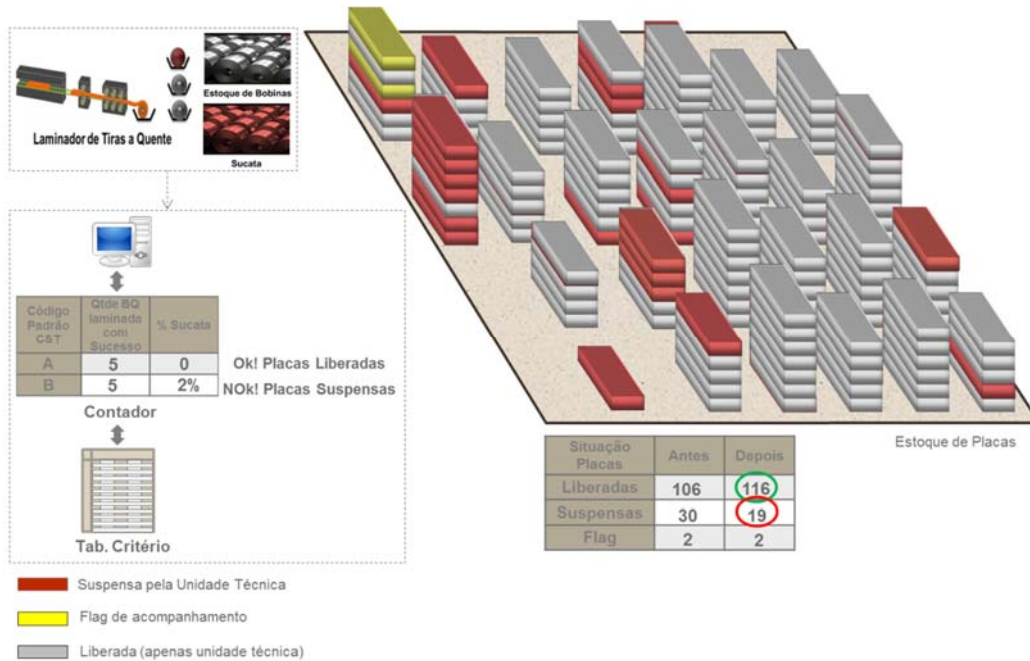 Estoque de Bobinas
Laminador de Tiras a Quente
Sucata
Código Padrão CST
Qtde BQ laminada com Sucesso
% Sucata
A 5 0
Ok! Placas Liberadas
B 5 2%
NOk! Placas Suspensas
Contador
Tab. Critério
Estoque de Placas
Situação Placas
Antes
Depois
Liberadas 106 116
Suspensas 30 19
Flag 2 2
Suspensa pela Unidade Técnica
Flag de acompanhamento
Liberada (apenas unidade técnica)